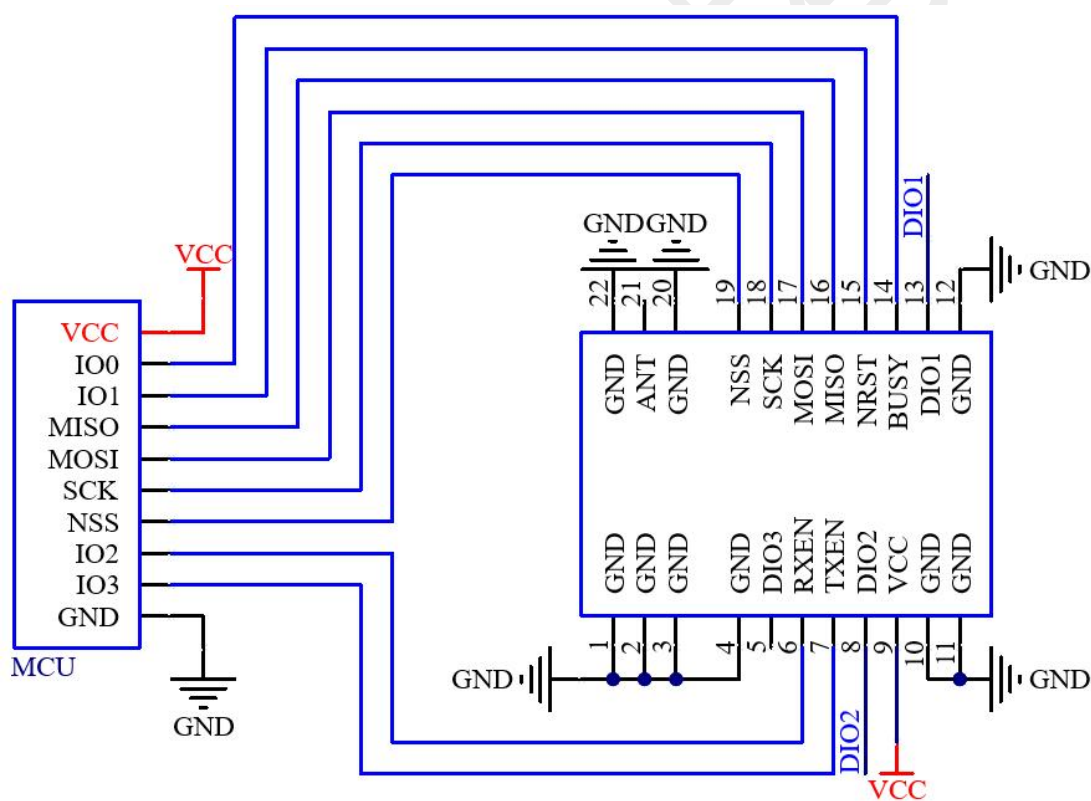 DIO1
GND GND
GND
22 21 20 19 18 17 16 15 14 13 12
GND ANT GND NSS SCK MOSI MISO NRST BUSY DIO1 GND
VCC
VCC
IO0
IO1
MISO
MOSI
SCK
NSS
IO2
IO3
GND
MCU
GND
GND GND GND GND DIO3 RXEN TXEN DIO2 VCC GND GND
1 2 3 4 5 6 7 8 9 10 11
GND
GND
DIO2
VCC